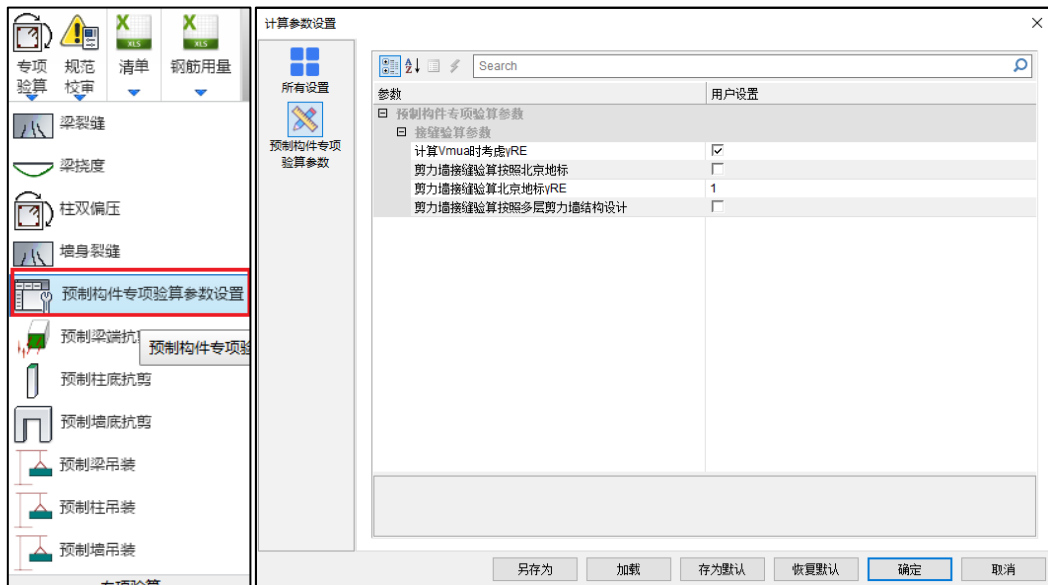 专项
验算
规范
校审
清单
钢筋用量
XLS
XLS
梁裂缝
梁挠度
柱双偏压
墙身裂缝
预制构件专项验算参数设置
预制梁端抗
预制构件专项
预制柱底抗剪
预制墙底抗剪
预制梁吊装
预制柱吊装
预制墙吊装
专项验算
计算参数设置
所有设置
预制构件专项
验算参数
Search
参数 用户设置
预制构件专项验算参数
接缝验算参数
计算Vmua时考虑γRE
剪力墙接缝验算按照北京地标
剪力墙接缝验算北京地标γRE 1
剪力墙接缝验算按照多层剪力墙结构设计
另存为 加载 存为默认 恢复默认 确定 取消